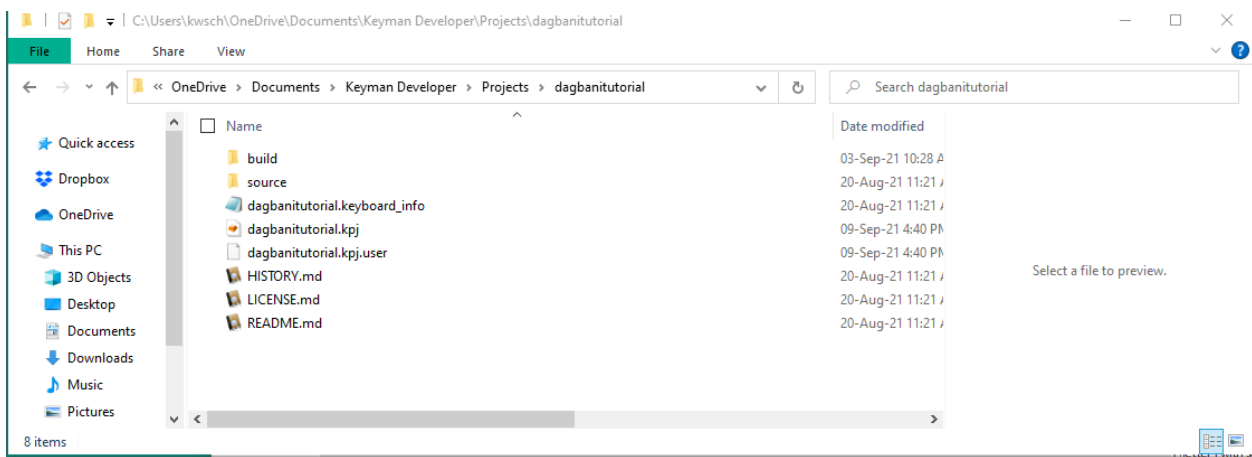 C:\Users\kwsch\OneDrive\Documents\Keyman Developer\Projects\dagbanitutorial
File Home Share View
« OneDrive > Documents > Keyman Developer > Projects > dagbanitutorial Search dagbanitutorial
Name Date modified
Quick access
Dropbox
OneDrive
This PC
3D Objects
Desktop
Documents
Downloads
Music
Pictures
build 03-Sep-21 10:28 A
source 20-Aug-21 11:21
dagbanitutorial.keyboard_info 20-Aug-21 11:21
dagbanitutorial.kpj 09-Sep-21 4:40 PM
dagbanitutorial.kpj.user 09-Sep-21 4:40 PM
HISTORY.md 20-Aug-21 11:21
LICENSE.md 20-Aug-21 11:21
README.md 20-Aug-21 11:21
Select a file to preview.
8 items